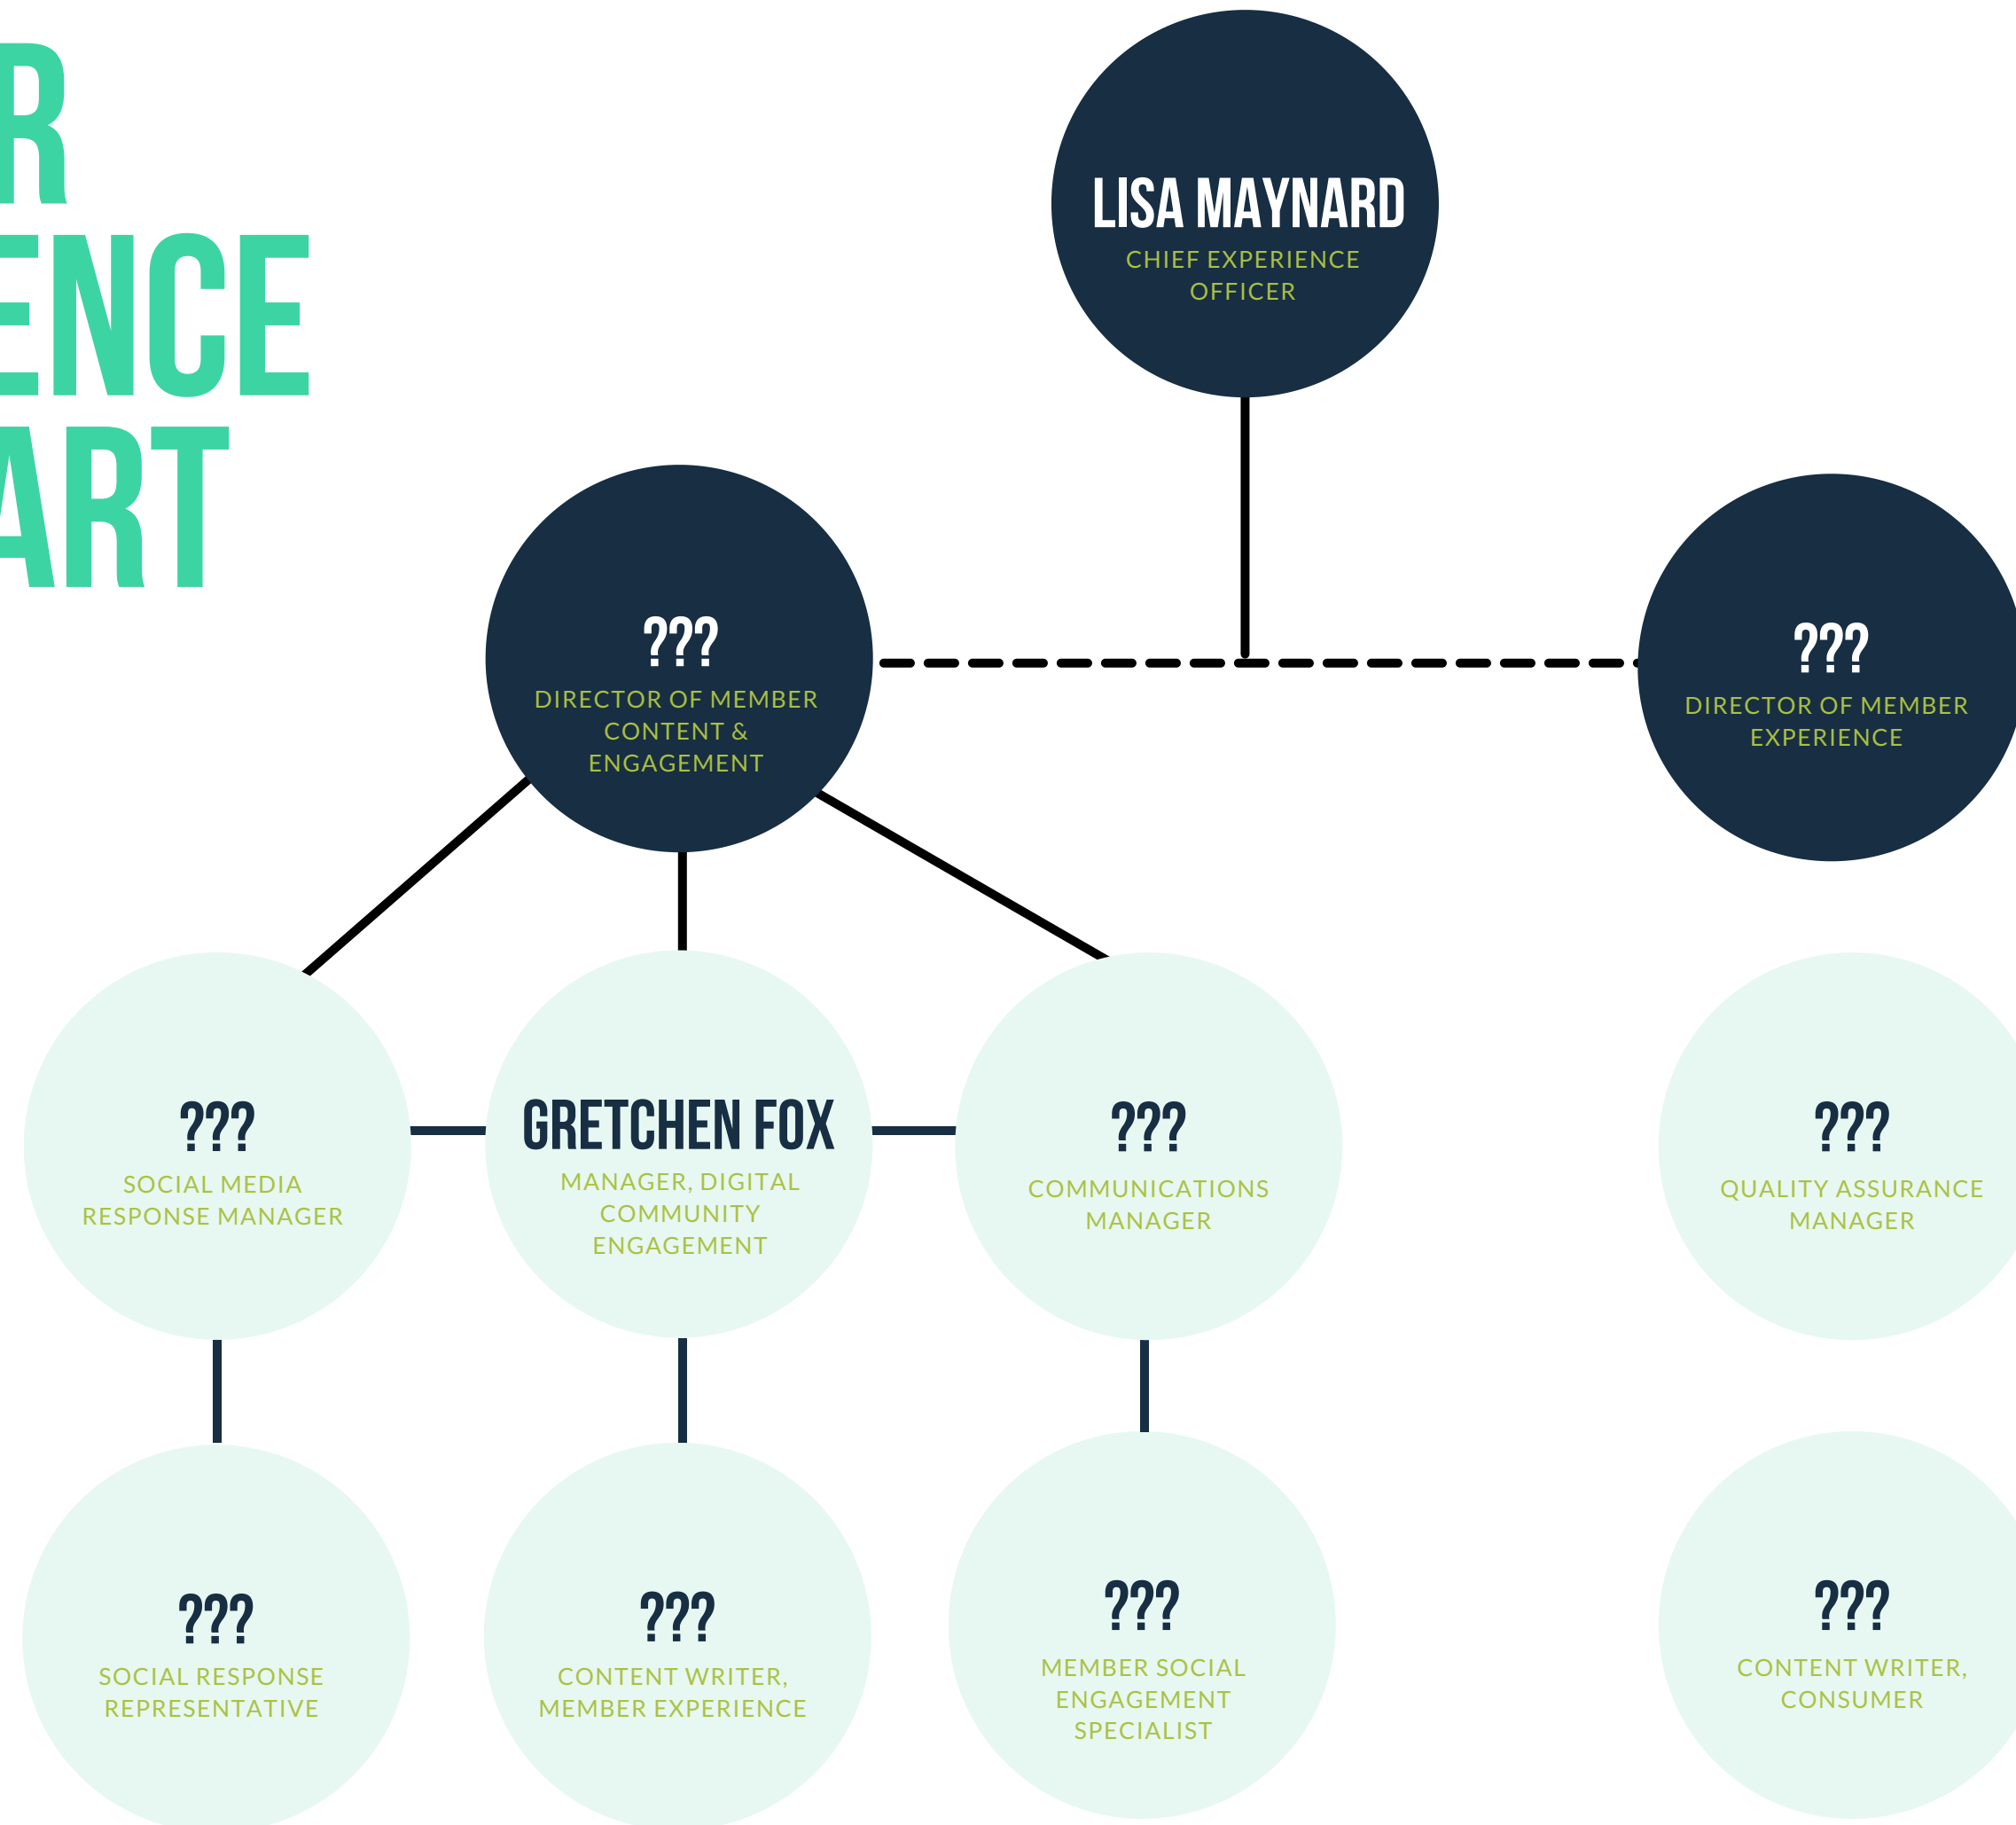 R
ENCE
ART
LISA MAYNARD
CHIEF EXPERIENCE
OFFICER
???
DIRECTOR OF MEMBER
CONTENT &
ENGAGEMENT
???
DIRECTOR OF MEMBER
EXPERIENCE
???
SOCIAL MEDIA
RESPONSE MANAGER
GRETCHEN FOX
MANAGER, DIGITAL
COMMUNITY
ENGAGEMENT
???
COMMUNICATIONS
MANAGER
???
QUALITY ASSURANCE
MANAGER
???
SOCIAL RESPONSE
REPRESENTATIVE
???
CONTENT WRITER,
MEMBER EXPERIENCE
???
MEMBER SOCIAL
ENGAGEMENT
SPECIALIST
???
CONTENT WRITER,
CONSUMER